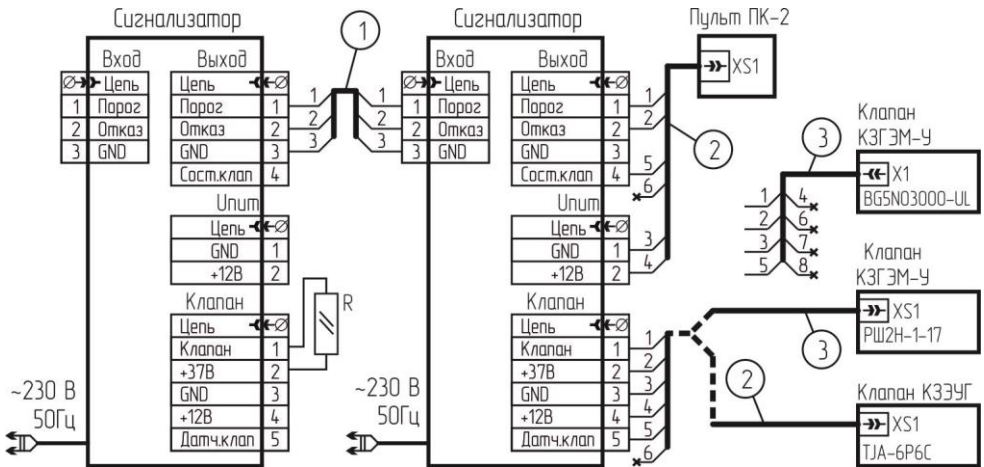 Сигнализатор
Вход
Цепь
1 Порог
2 Отказ
3 GND
Выход
Цепь
Порог 1
Отказ 2
GND 3
Сост.клап 4
Uпит
Цепь
GND 1
+12В 2
Клапан
Цепь
Клапан 1
+37В 2
GND 3
+12В 4
Датч.клап 5
R
~230 В
50Гц
1
1 1
2 2
3 3
Сигнализатор
Вход
Цепь
1 Порог
2 Отказ
3 GND
Выход
Цепь
Порог 1
Отказ 2
GND 3
Сост.клап 4
Uпит
Цепь
GND 1
+12В 2
Клапан
Цепь
Клапан 1
+37В 2
GND 3
+12В 4
Датч.клап 5
~230 В
50Гц
1
2
5
6
3
4
2
Пульт ПК-2
XS1
1
2
3
4
5
6
Клапан
КЗГЭМ-У
X1
BG5N03000-UL
3
1 4
2 6
3 7
5 8
Клапан
КЗГЭМ-У
XS1
РШ2Н-1-17
3
Клапан КЗЭУГ
XS1
TJA-6P6C
2